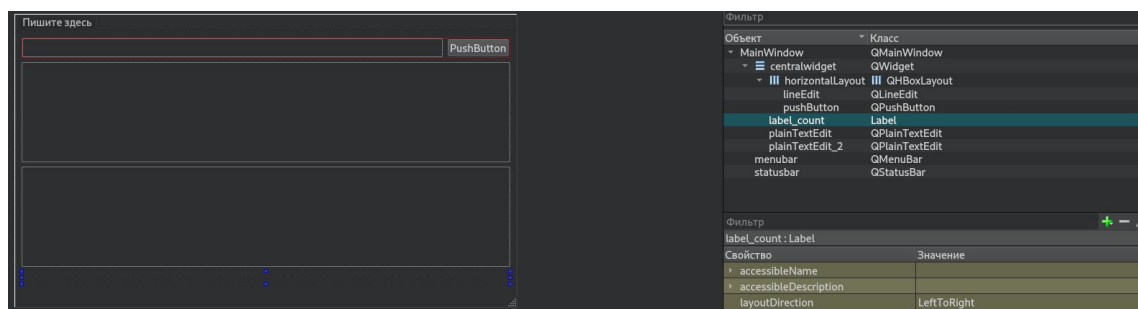 Пишите здесь
PushButton
Фильтр
Объект Класс
MainWindow QMainWindow
centralwidget QWidget
horizontalLayout QHBoxLayout
lineEdit QLineEdit
pushButton QPushButton
label_count Label
plainTextEdit QPlainTextEdit
plainTextEdit_2 QPlainTextEdit
menubar QMenuBar
statusbar QStatusBar
Фильтр
label_count : Label
Свойство Значение
accessibleName
accessibleDescription
layoutDirection LeftToRight